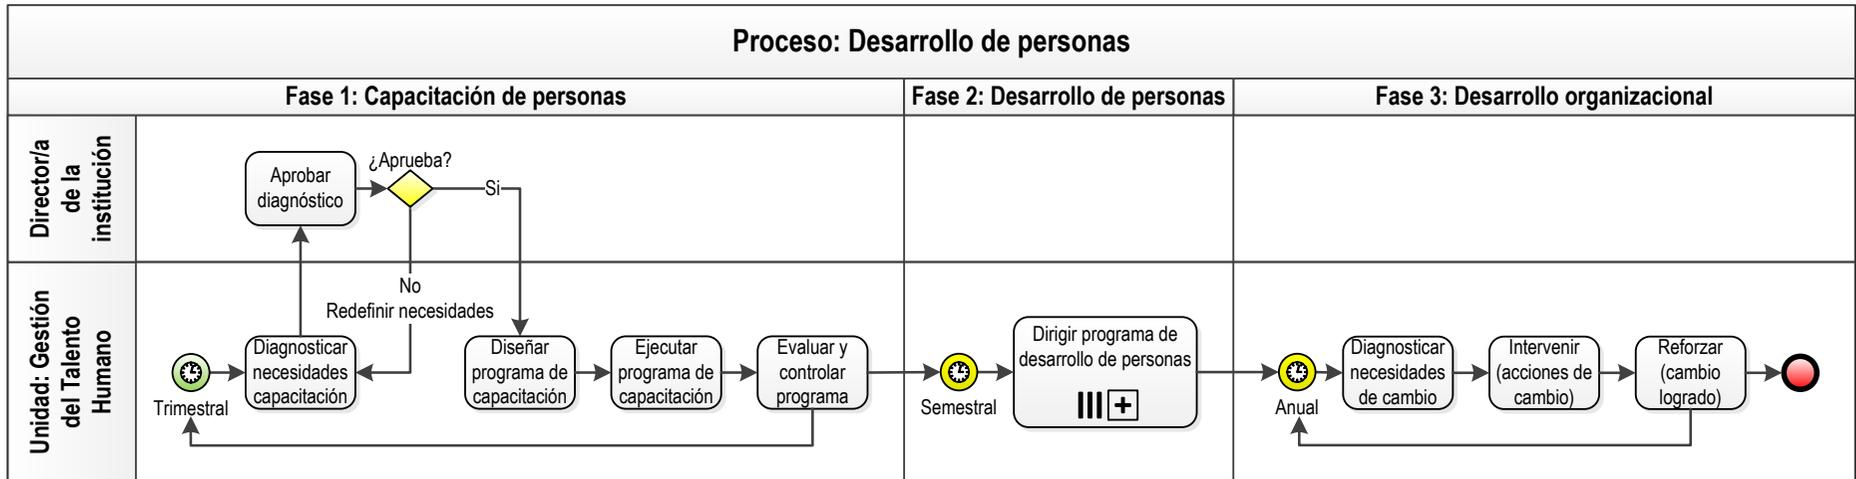 Proceso: Desarrollo de personas
Fase 1: Capacitación de personas
Fase 2: Desarrollo de personas
Fase 3: Desarrollo organizacional
Director/a
de la
institución
Aprobar
diagnóstico
¿Aprueba?
Si
No
Redefinir necesidades
Unidad: Gestión
del Talento
Humano
Trimestral
Diagnosticar
necesidades
capacitación
Diseñar
programa de
capacitación
Ejecutar
programa de
capacitación
Evaluar y
controlar
programa
Semestral
Dirigir programa de
desarrollo de personas
Anual
Diagnosticar
necesidades
de cambio
Intervenir
(acciones de
cambio)
Reforzar
(cambio
logrado)